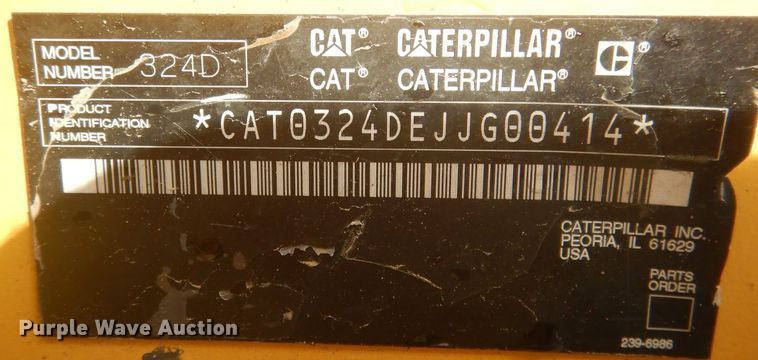 MODEL
NUMBER 324D
CAT® CATERPILLAR® C®
CAT® CATERPILLAR®
PRODUCT
IDENTIFICATION
NUMBER
*CAT0324DEJJG00414*
CATERPILLAR INC.
PEORIA, IL 61629
USA
PARTS
ORDER
239-6986
Purple Wave Auction